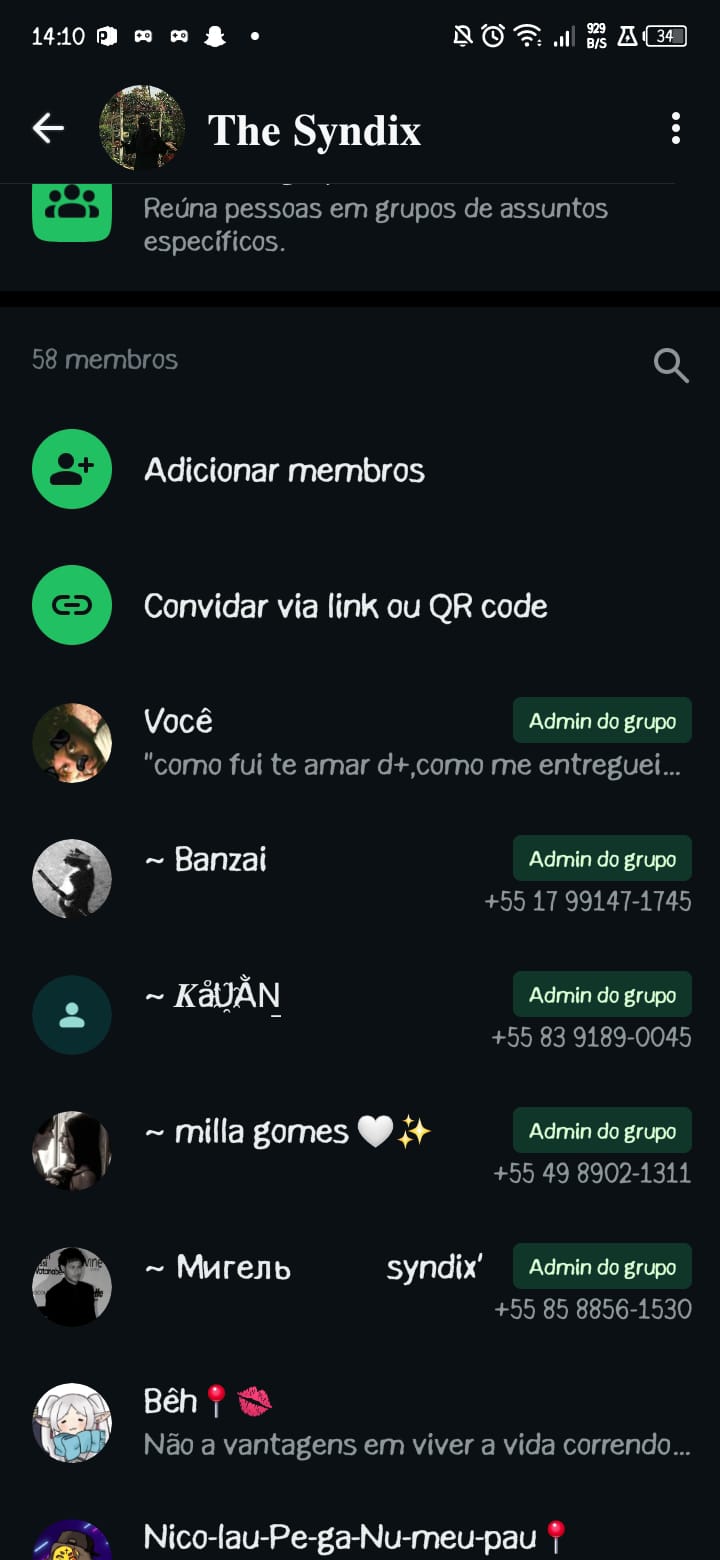 14:10
929
B/S
34
The Syndix
Reúna pessoas em grupos de assuntos
específicos.
58 membros
Adicionar membros
Convidar via link ou QR code
Você
Admin do grupo
"como fui te amar d+,como me entreguei...
~ Banzai
Admin do grupo
+55 17 99147-1745
~ 𝑲åṴ̂ẰN̠
Admin do grupo
+55 83 9189-0045
~ milla gomes 🤍✨
Admin do grupo
+55 49 8902-1311
~ Мигель syndix'
Admin do grupo
+55 85 8856-1530
Bêh📍💋
Não a vantagens em viver a vida correndo...
Nico-lau-Pe-ga-Nu-meu-pau📍